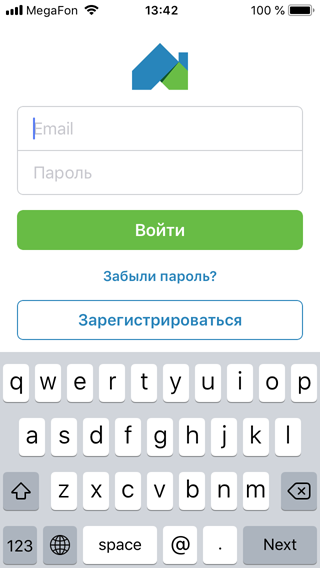 MegaFon 13:42 100 %
Email
Пароль
Войти
Забыли пароль?
Зарегистрироваться
q w e r t y u i o p
a s d f g h j k l
z x c v b n m
123 space @ . Next